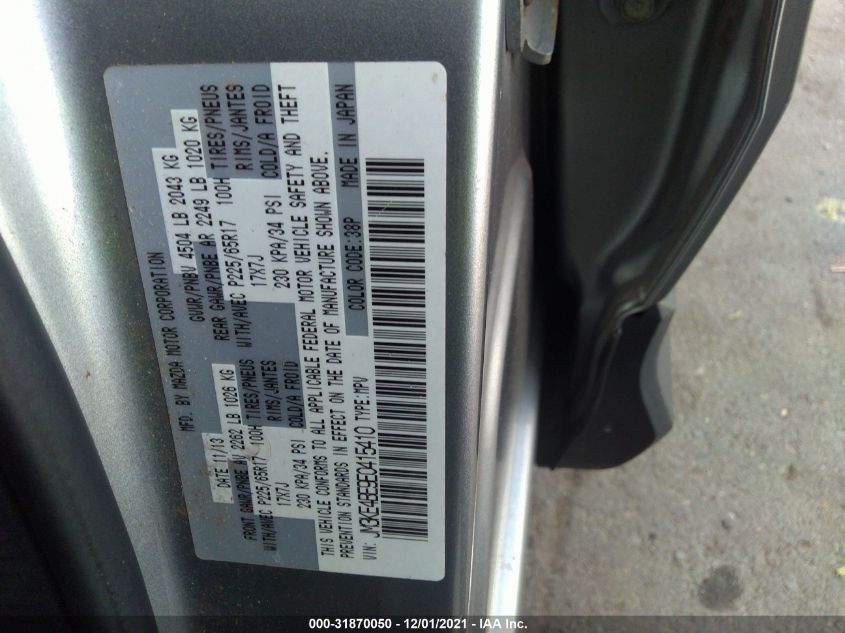 MFD. BY MAZDA MOTOR CORPORATION
DATE 11/13
GVWR/PNBV 4504 LB 2043 KG
FRONT GAWR/PNBE AV 2262 LB 1026 KG
REAR GAWR/PNBE AR 2249 LB 1020 KG
WITH/AVEC P225/65R17 100H TIRES/PNEUS
WITH/AVEC P225/65R17 100H TIRES/PNEUS
17X7J RIMS/JANTES
17X7J RIMS/JANTES
230 KPA/34 PSI COLD/A FROID
230 KPA/34 PSI COLD/A FROID
THIS VEHICLE CONFORMS TO ALL APPLICABLE FEDERAL MOTOR VEHICLE SAFETY AND THEFT
PREVENTION STANDARDS IN EFFECT ON THE DATE OF MANUFACTURE SHOWN ABOVE.
VIN: JM3KE4BE9E0415410 TYPE:MPV
COLOR CODE:38P MADE IN JAPAN
000-31870050 - 12/01/2021 - IAA Inc.